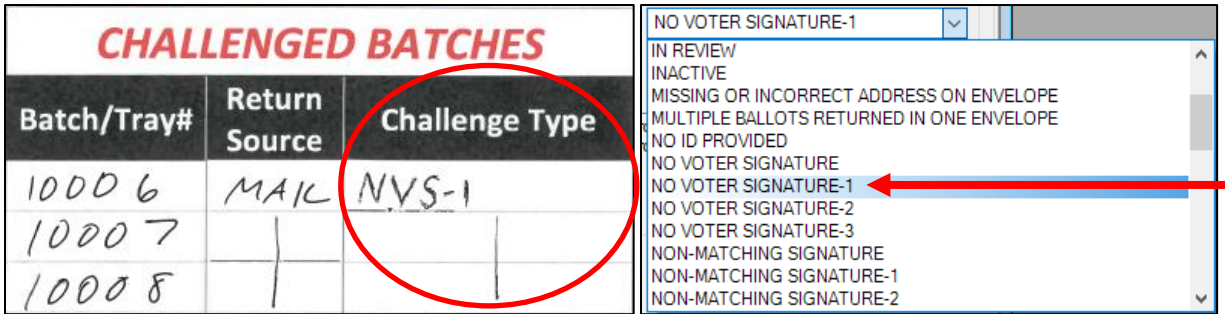 CHALLENGED BATCHES
Batch/Tray# Return Source Challenge Type
10006 MAIL NVS-1
10007
10008
NO VOTER SIGNATURE-1
IN REVIEW
INACTIVE
MISSING OR INCORRECT ADDRESS ON ENVELOPE
MULTIPLE BALLOTS RETURNED IN ONE ENVELOPE
NO ID PROVIDED
NO VOTER SIGNATURE
NO VOTER SIGNATURE-1
NO VOTER SIGNATURE-2
NO VOTER SIGNATURE-3
NON-MATCHING SIGNATURE
NON-MATCHING SIGNATURE-1
NON-MATCHING SIGNATURE-2